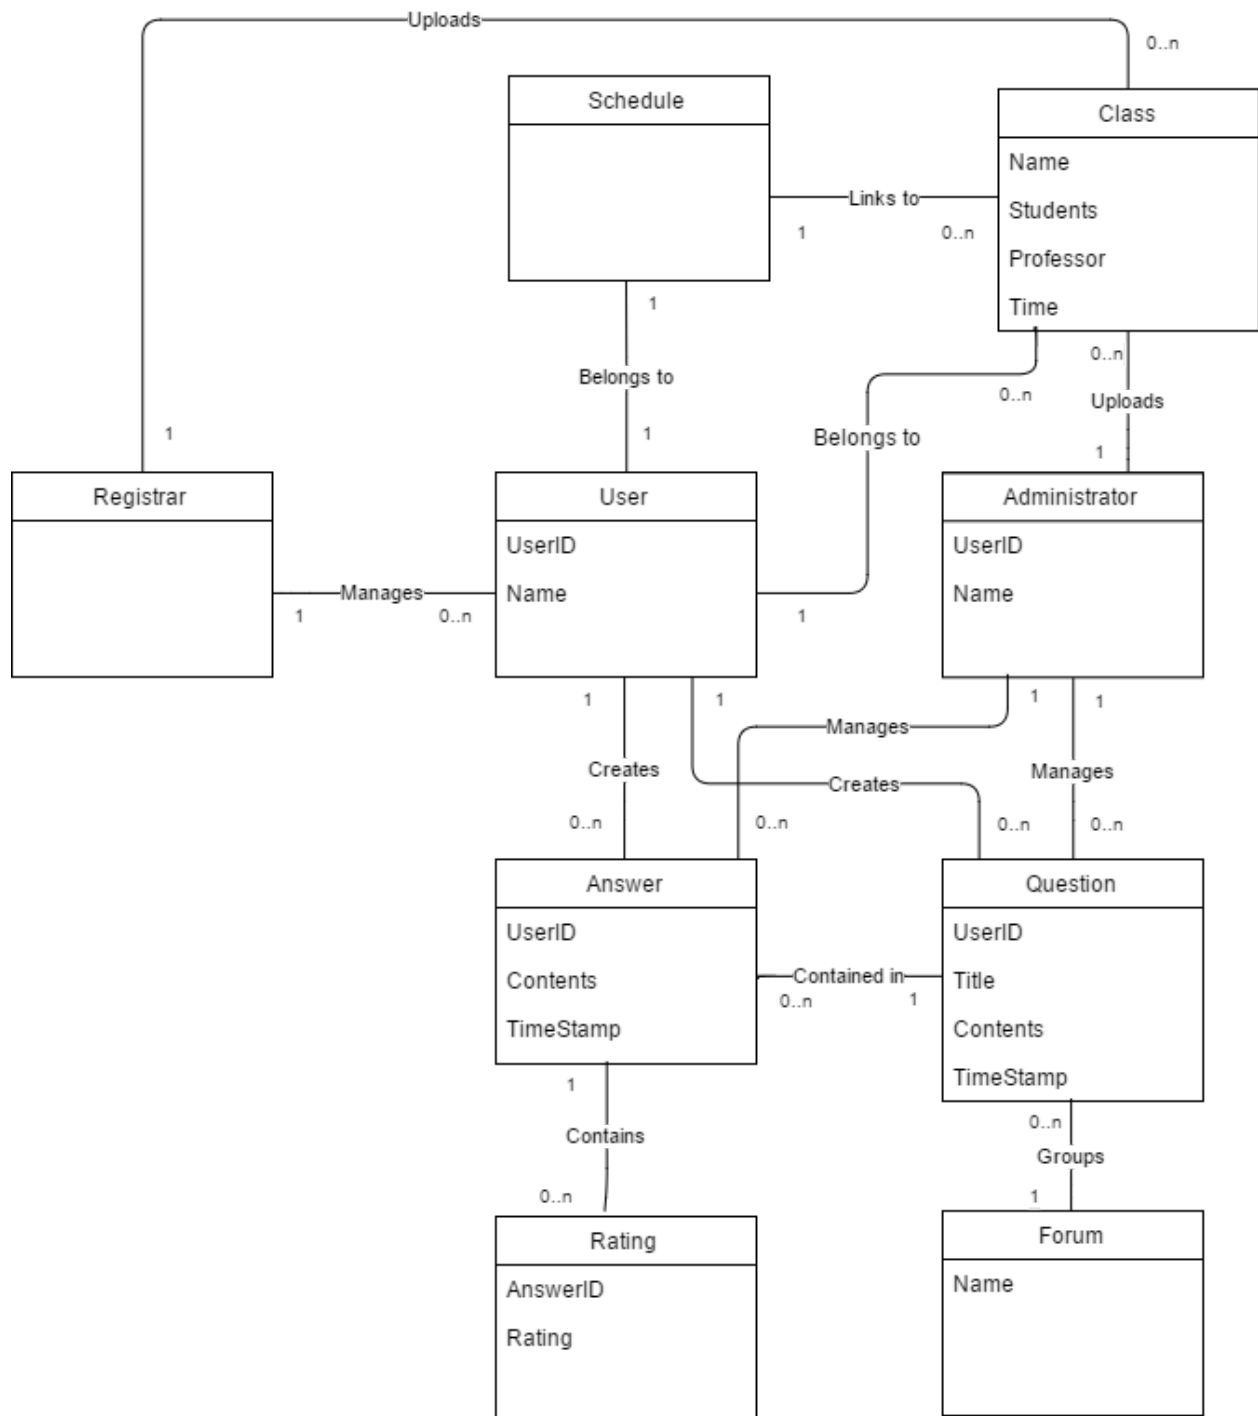 Uploads
0..n
Schedule
Class
Name
Students
Professor
Time
Links to
1
0..n
1
0..n
0..n
Belongs to
Uploads
Belongs to
1
1
1
Registrar
User
UserID
Name
Administrator
UserID
Name
Manages
1
0..n
1
1
1
1
1
Manages
Creates
Manages
Creates
0..n
0..n
0..n
0..n
Answer
UserID
Contents
TimeStamp
Question
UserID
Title
Contents
TimeStamp
Contained in
0..n
1
1
Contains
0..n
0..n
Groups
1
Rating
AnswerID
Rating
Forum
Name